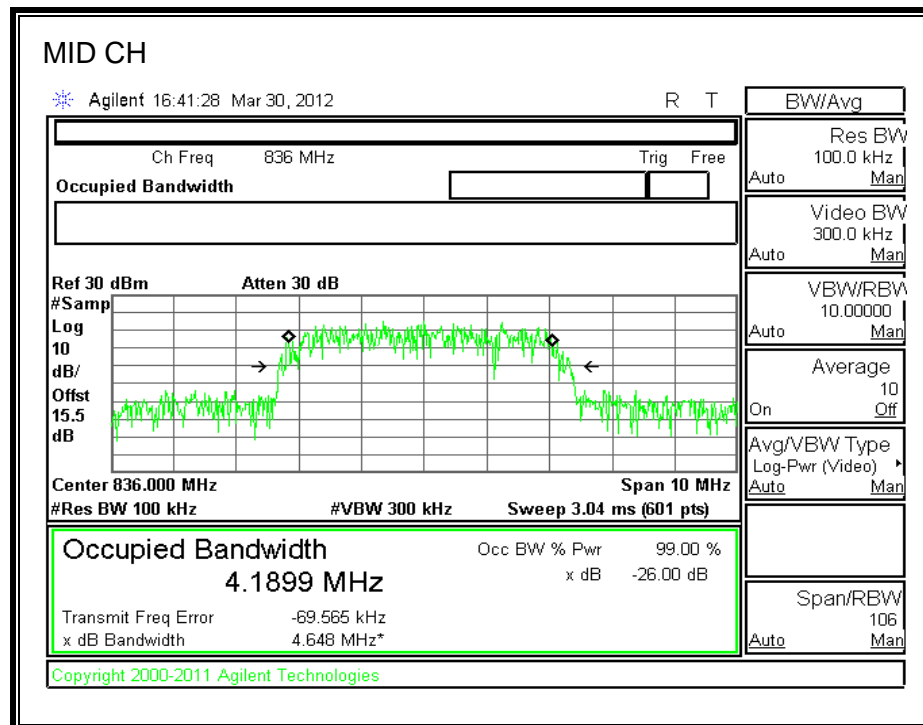 MID CH
Agilent 16:41:28 Mar 30, 2012 R T
Ch Freq 836 MHz Trig Free
Occupied Bandwidth
Ref 30 dBm Atten 30 dB
#Samp
Log
10
dB/
Offst
15.5
dB
Center 836.000 MHz Span 10 MHz
#Res BW 100 kHz #VBW 300 kHz Sweep 3.04 ms (601 pts)
Occupied Bandwidth Occ BW % Pwr 99.00 %
4.1899 MHz x dB -26.00 dB
Transmit Freq Error -69.565 kHz
x dB Bandwidth 4.648 MHz*
Copyright 2000-2011 Agilent Technologies
BW/Avg
Res BW
100.0 kHz
Auto Man
Video BW
300.0 kHz
Auto Man
VBW/RBW
10.00000
Auto Man
Average
10
On Off
Avg/VBW Type
Log-Pwr (Video)
Auto Man
Span/RBW
106
Auto Man